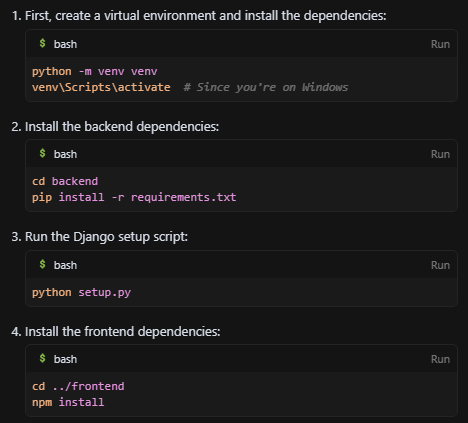 1. First, create a virtual environment and install the dependencies:
$ bash Run
python -m venv venv
venv\Scripts\activate  # Since you're on Windows
2. Install the backend dependencies:
$ bash Run
cd backend
pip install -r requirements.txt
3. Run the Django setup script:
$ bash Run
python setup.py
4. Install the frontend dependencies:
$ bash Run
cd ../frontend
npm install